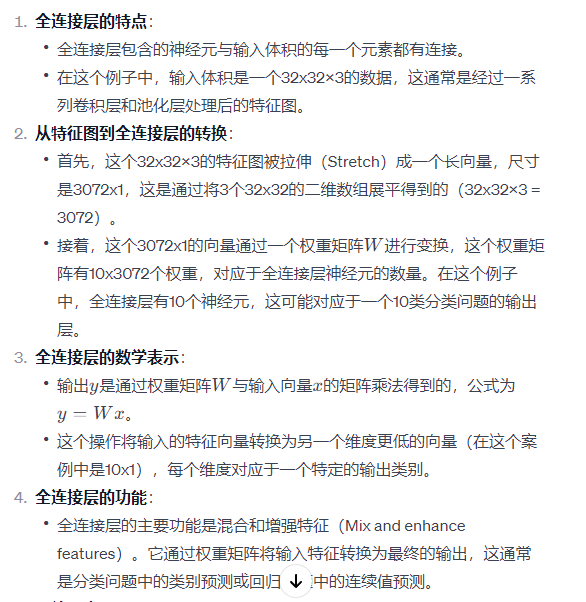 1. 全连接层的特点：
• 全连接层包含的神经元与输入体积的每一个元素都有连接。
• 在这个例子中，输入体积是一个32x32×3的数据，这通常是经过一系
列卷积层和池化层处理后的特征图。
2. 从特征图到全连接层的转换：
• 首先，这个32x32×3的特征图被拉伸（Stretch）成一个长向量，尺寸
是3072x1，这是通过将3个32x32的二维数组展平得到的（32x32×3 =
3072）。
• 接着，这个3072x1的向量通过一个权重矩阵W进行变换，这个权重矩
阵有10x3072个权重，对应于全连接层神经元的数量。在这个例子
中，全连接层有10个神经元，这可能对应于一个10类分类问题的输出
层。
3. 全连接层的数学表示：
• 输出y是通过权重矩阵W与输入向量x的矩阵乘法得到的，公式为
y = Wx。
• 这个操作将输入的特征向量转换为另一个维度更低的向量（在这个案
例中是10x1），每个维度对应于一个特定的输出类别。
4. 全连接层的功能：
• 全连接层的主要功能是混合和增强特征（Mix and enhance
features）。它通过权重矩阵将输入特征转换为最终的输出，这通常
是分类问题中的类别预测或回归中的连续值预测。